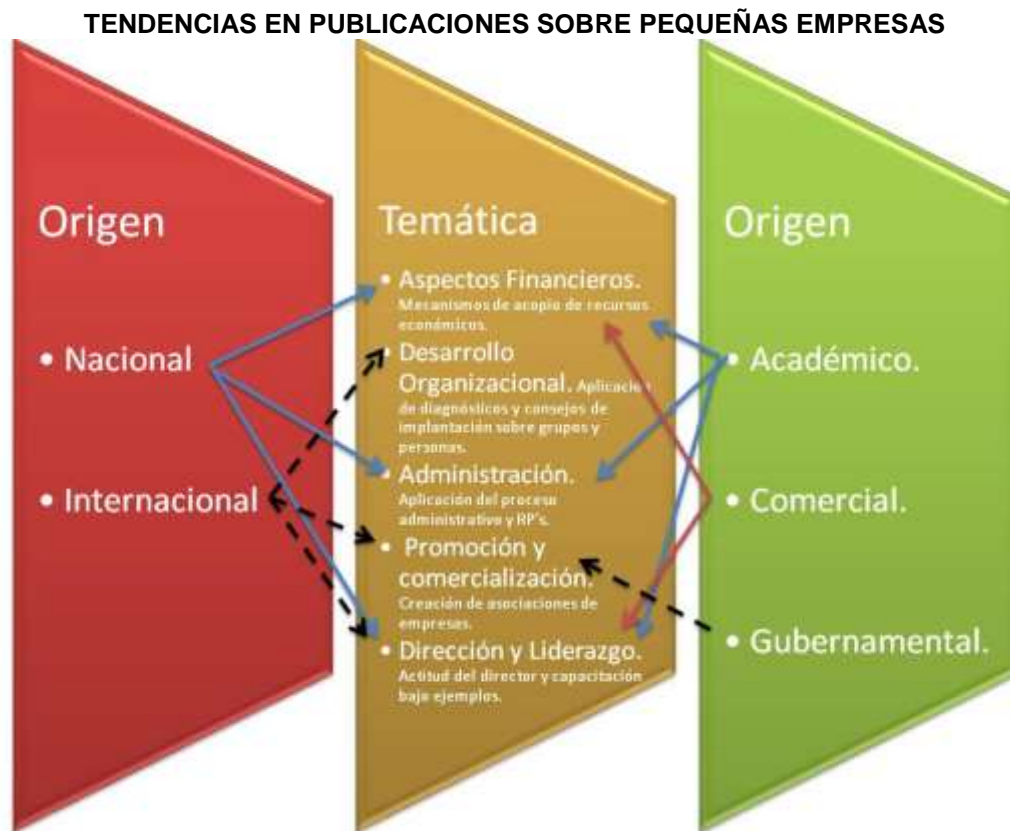 TENDENCIAS EN PUBLICACIONES SOBRE PEQUEÑAS EMPRESAS
Origen
• Nacional
• Internacional
Temática
• Aspectos Financieros.
Mecanismos de acopio de recursos
económicos.
• Desarrollo
Organizacional. Aplicación
de diagnósticos y consejos de
implantación sobre grupos y
personas.
• Administración.
Aplicación del proceso
administrativo y RP's.
• Promoción y
comercialización.
Creación de asociaciones de
empresas.
• Dirección y Liderazgo.
Actitud del director y capacitación
bajo ejemplos.
Origen
• Académico.
• Comercial.
• Gubernamental.